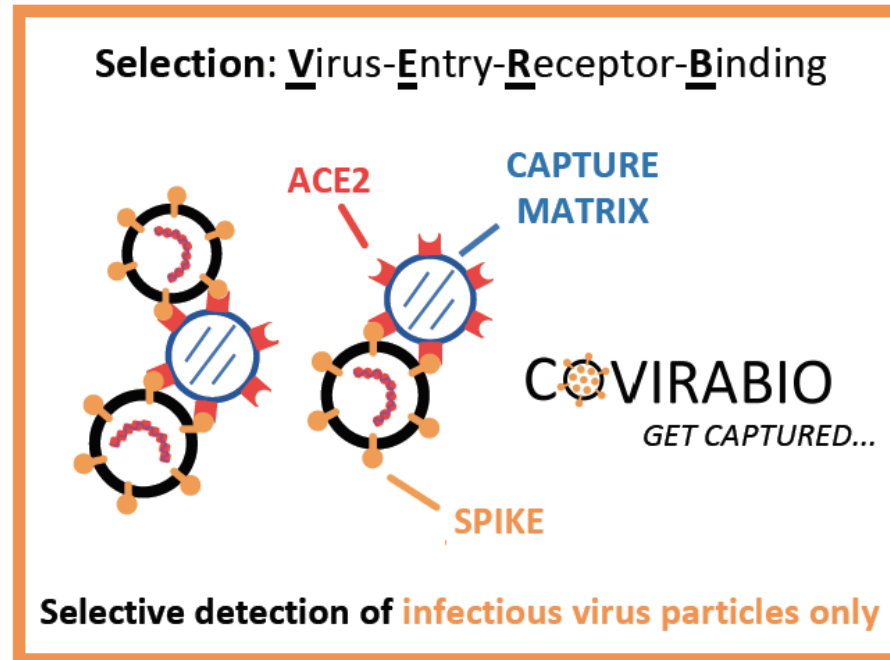 Selection: Virus-Entry-Receptor-Binding
ACE2
CAPTURE
MATRIX
COVIRABIO
GET CAPTURED...
SPIKE
Selective detection of infectious virus particles only